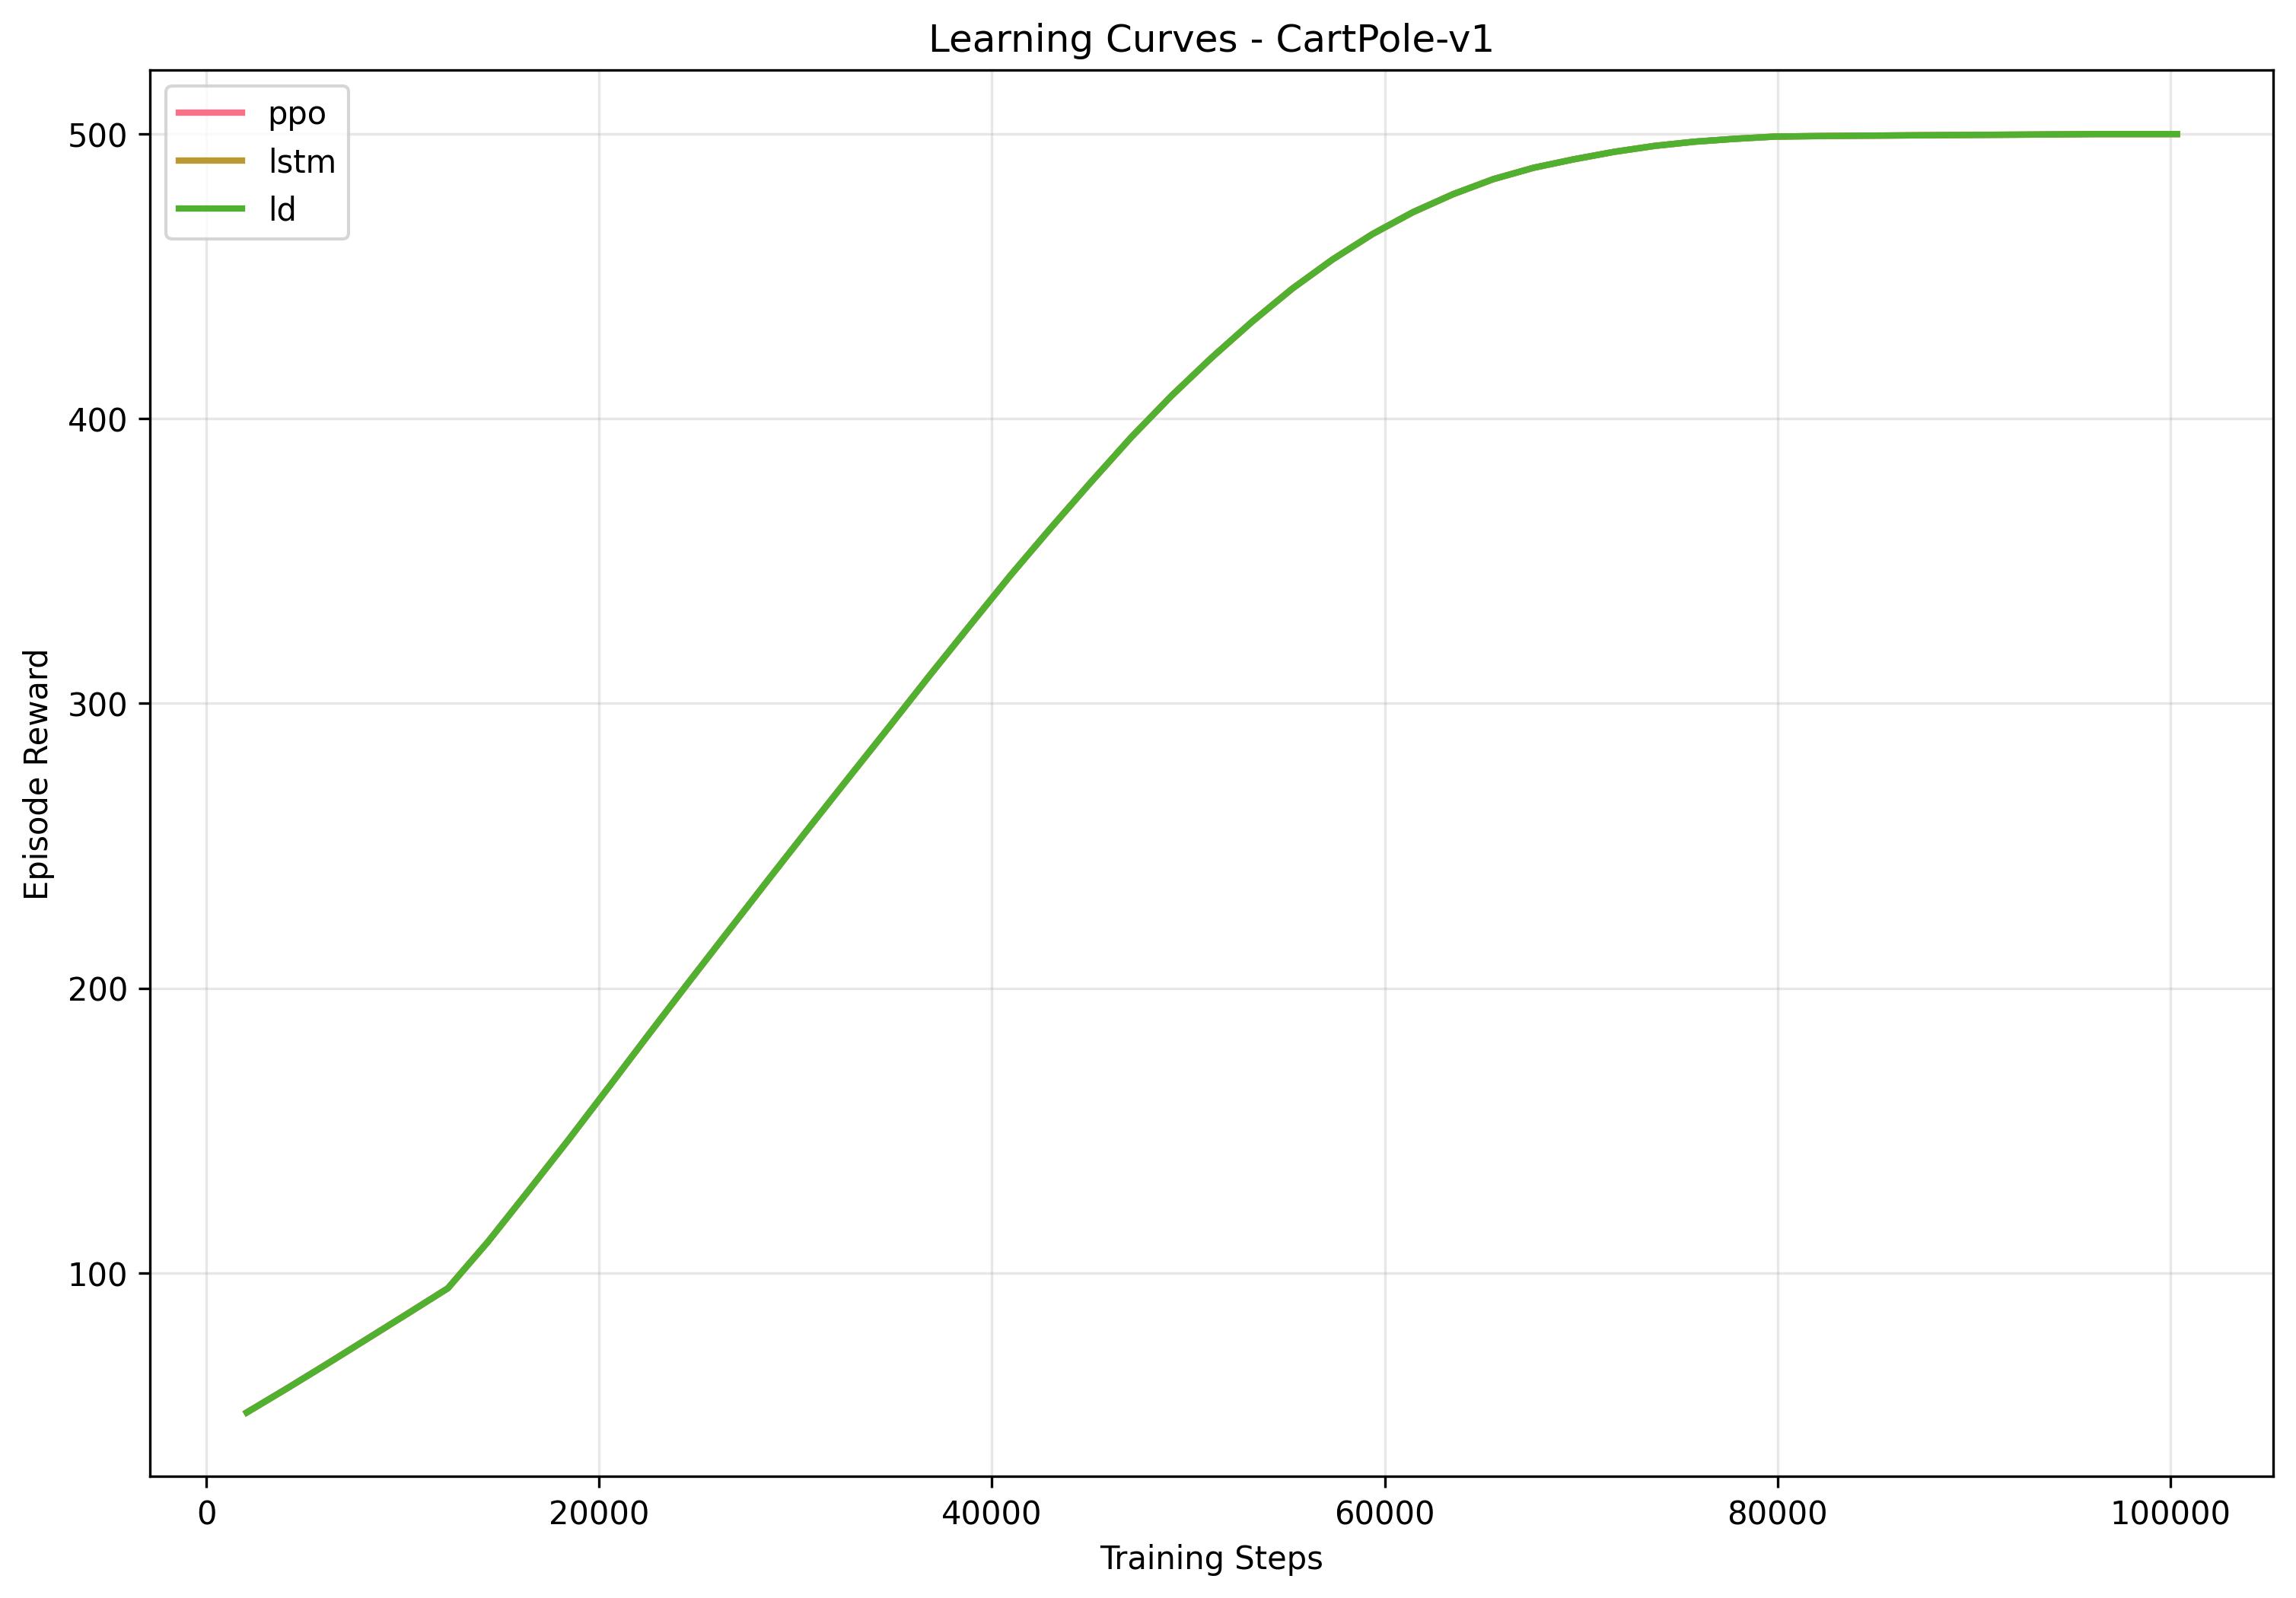 Learning Curves - CartPole-v1
ppo
lstm
ld
500
400
300
200
100
Episode Reward
0 20000 40000 60000 80000 100000
Training Steps